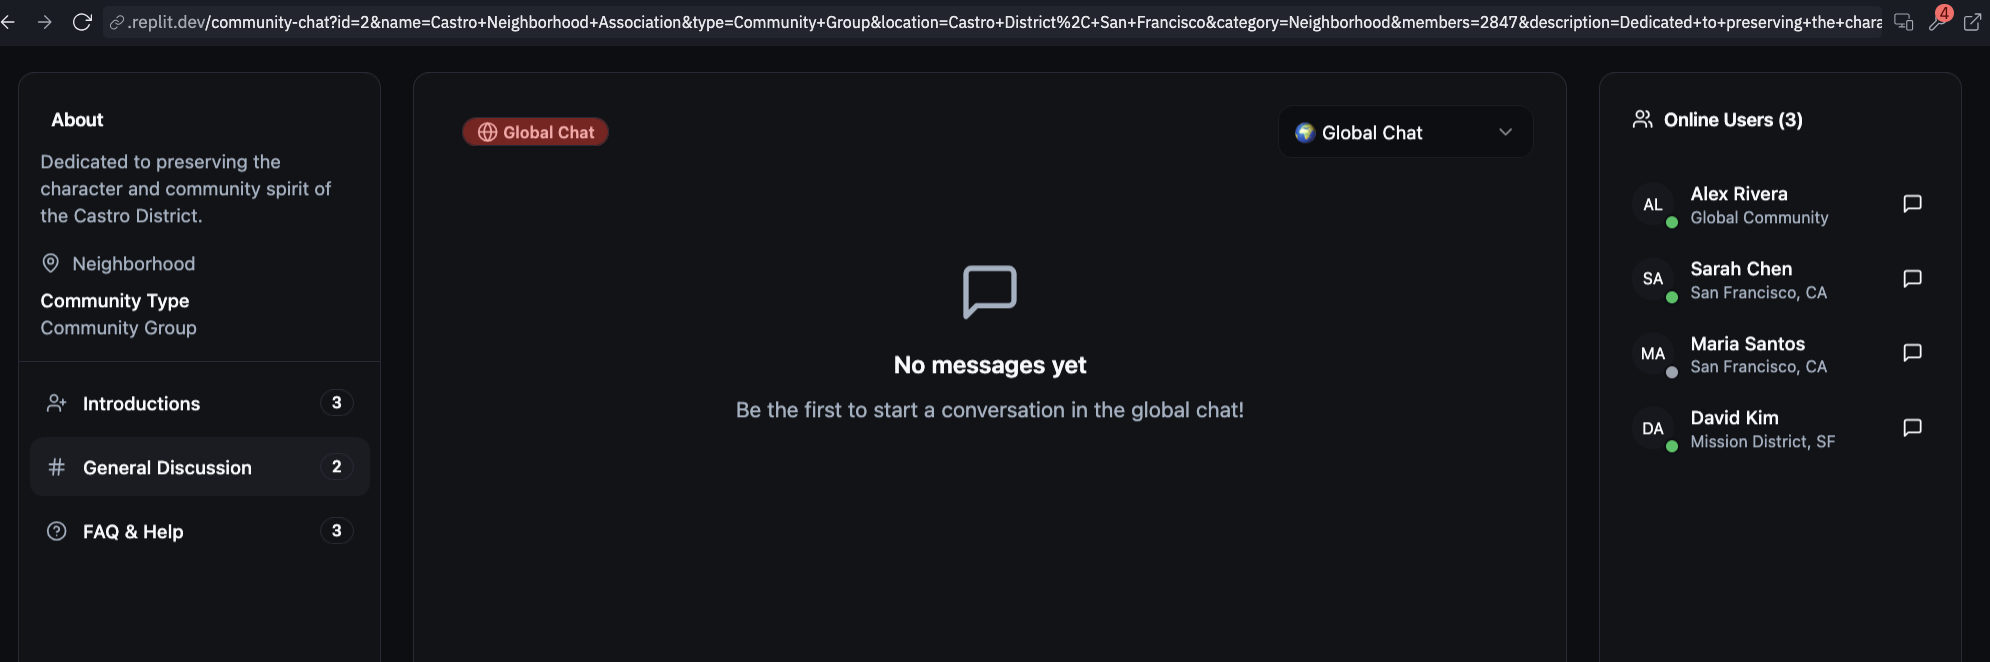 .replit.dev/community-chat?id=2&name=Castro+Neighborhood+Association&type=Community+Group&location=Castro+District%2C+San+Francisco&category=Neighborhood&members=2847&description=Dedicated+to+preserving+the+chara
4
About
Dedicated to preserving the
character and community spirit of
the Castro District.
Neighborhood
Community Type
Community Group
Introductions 3
# General Discussion 2
FAQ & Help 3
Global Chat
Global Chat
No messages yet
Be the first to start a conversation in the global chat!
Online Users (3)
AL
Alex Rivera
Global Community
SA
Sarah Chen
San Francisco, CA
MA
Maria Santos
San Francisco, CA
DA
David Kim
Mission District, SF